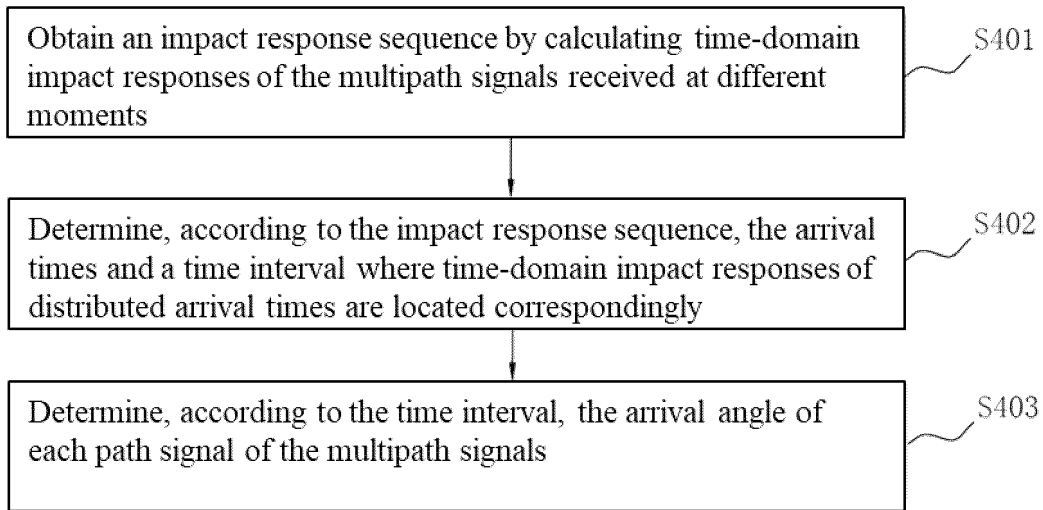 Obtain an impact response sequence by calculating time-domain
impact responses of the multipath signals received at different
moments
S401
Determine, according to the impact response sequence, the arrival
times and a time interval where time-domain impact responses of
distributed arrival times are located correspondingly
S402
Determine, according to the time interval, the arrival angle of
each path signal of the multipath signals
S403